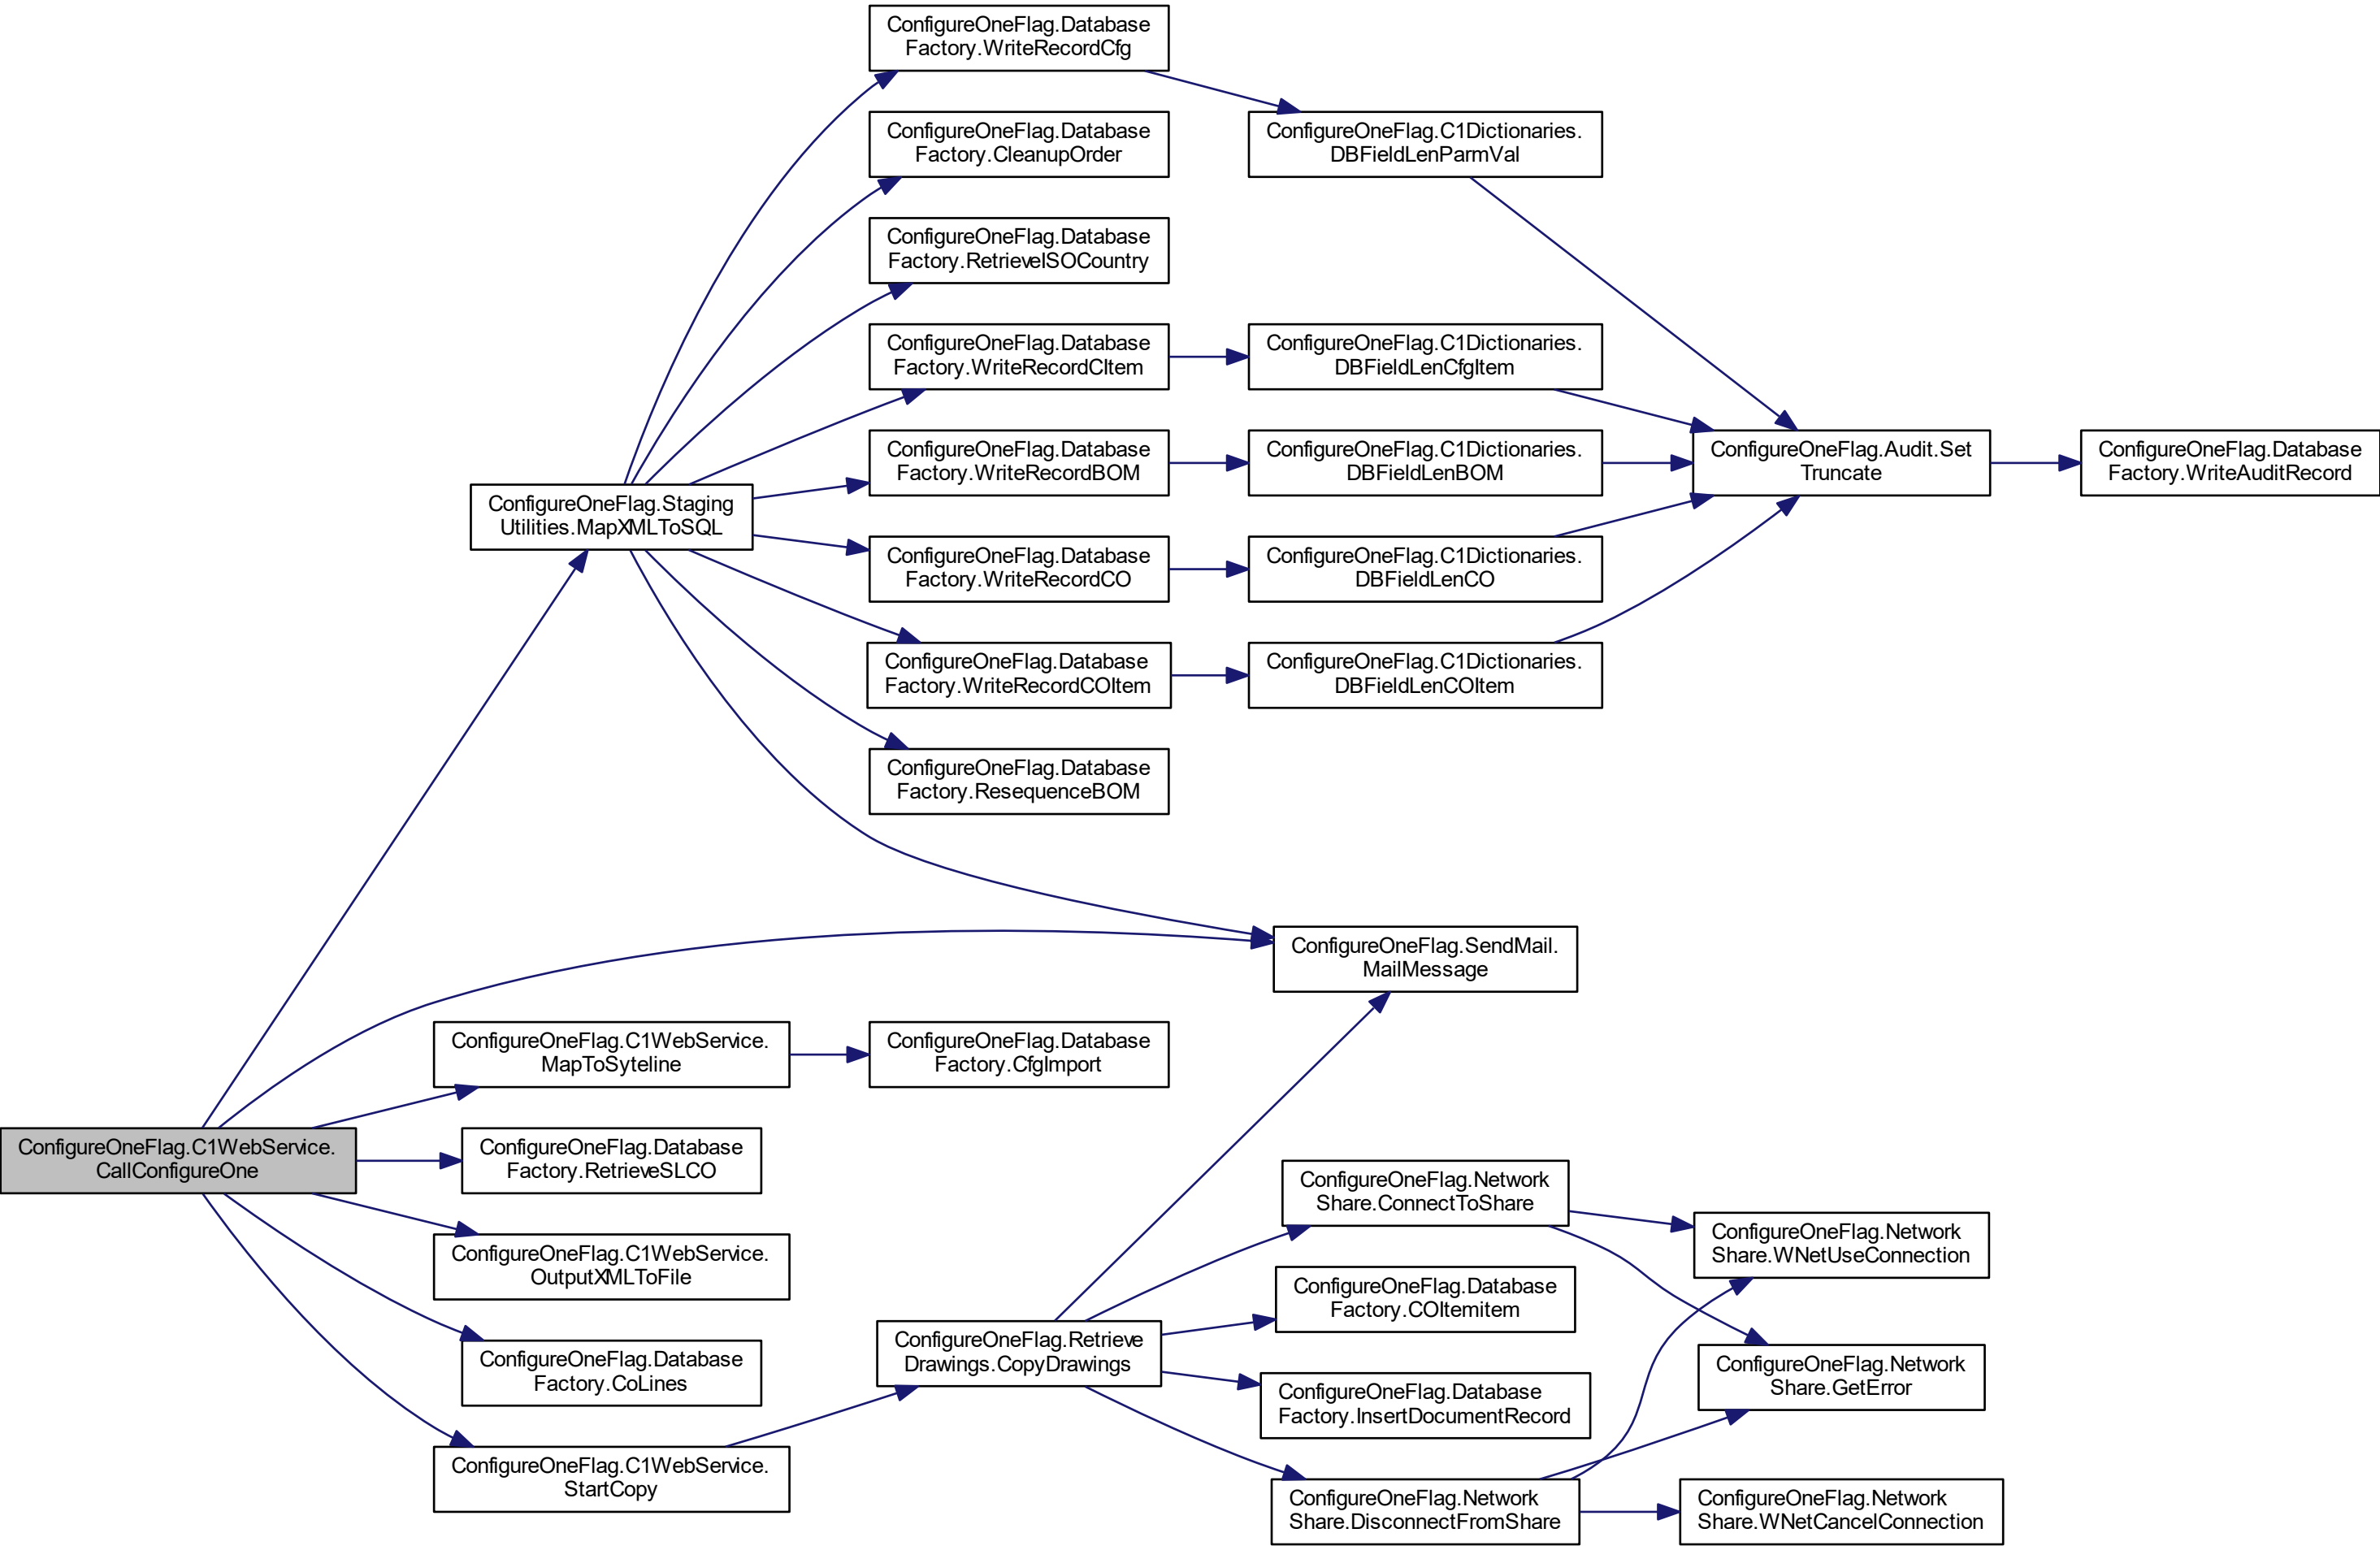 ConfigureOneFlag.Database
Factory.WriteRecordCfg
ConfigureOneFlag.Database
Factory.CleanupOrder
ConfigureOneFlag.C1Dictionaries.
DBFieldLenParmVal
ConfigureOneFlag.Database
Factory.RetrieveISOCountry
ConfigureOneFlag.Database
Factory.WriteRecordCItem
ConfigureOneFlag.C1Dictionaries.
DBFieldLenCfgItem
ConfigureOneFlag.Database
Factory.WriteRecordBOM
ConfigureOneFlag.C1Dictionaries.
DBFieldLenBOM
ConfigureOneFlag.Audit.Set
Truncate
ConfigureOneFlag.Database
Factory.WriteAuditRecord
ConfigureOneFlag.Staging
Utilities.MapXMLToSQL
ConfigureOneFlag.Database
Factory.WriteRecordCO
ConfigureOneFlag.C1Dictionaries.
DBFieldLenCO
ConfigureOneFlag.Database
Factory.WriteRecordCOItem
ConfigureOneFlag.C1Dictionaries.
DBFieldLenCOItem
ConfigureOneFlag.Database
Factory.ResequenceBOM
ConfigureOneFlag.SendMail.
MailMessage
ConfigureOneFlag.C1WebService.
MapToSyteline
ConfigureOneFlag.Database
Factory.CfgImport
ConfigureOneFlag.C1WebService.
CallConfigureOne
ConfigureOneFlag.Database
Factory.RetrieveSLCO
ConfigureOneFlag.Network
Share.ConnectToShare
ConfigureOneFlag.Network
Share.WNetUseConnection
ConfigureOneFlag.C1WebService.
OutputXMLToFile
ConfigureOneFlag.Database
Factory.COItemitem
ConfigureOneFlag.Database
Factory.CoLines
ConfigureOneFlag.Retrieve
Drawings.CopyDrawings
ConfigureOneFlag.Network
Share.GetError
ConfigureOneFlag.Database
Factory.InsertDocumentRecord
ConfigureOneFlag.C1WebService.
StartCopy
ConfigureOneFlag.Network
Share.DisconnectFromShare
ConfigureOneFlag.Network
Share.WNetCancelConnection